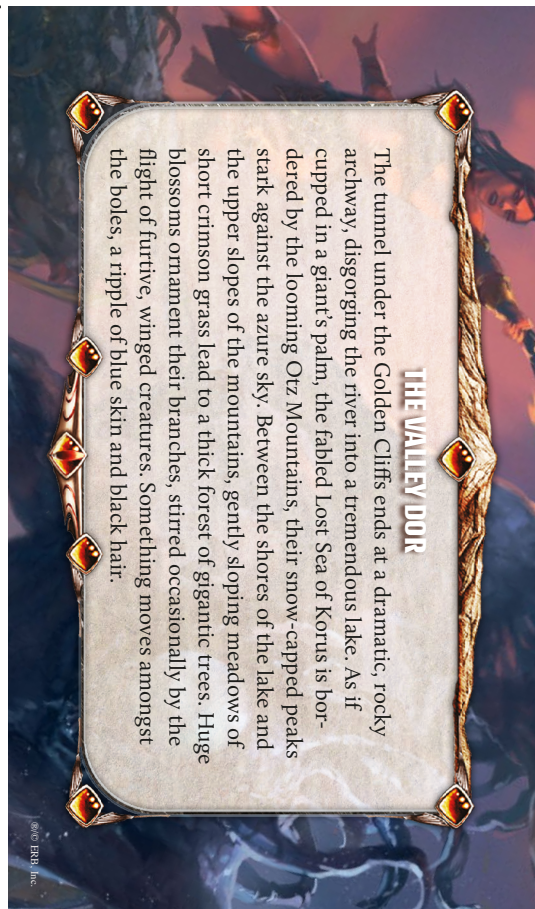 THE VALLEY DOR
The tunnel under the Golden Cliffs ends at a dramatic, rocky
archway, disgorging the river into a tremendous lake. As if
cupped in a giant’s palm, the fabled Lost Sea of Korus is bor-
dered by the looming Otz Mountains, their snow-capped peaks
stark against the azure sky. Between the shores of the lake and
the upper slopes of the mountains, gently sloping meadows of
short crimson grass lead to a thick forest of gigantic trees. Huge
blossoms ornament their branches, stirred occasionally by the
flight of furtive, winged creatures. Something moves amongst
the boles, a ripple of blue skin and black hair.
®/© ERB, Inc.